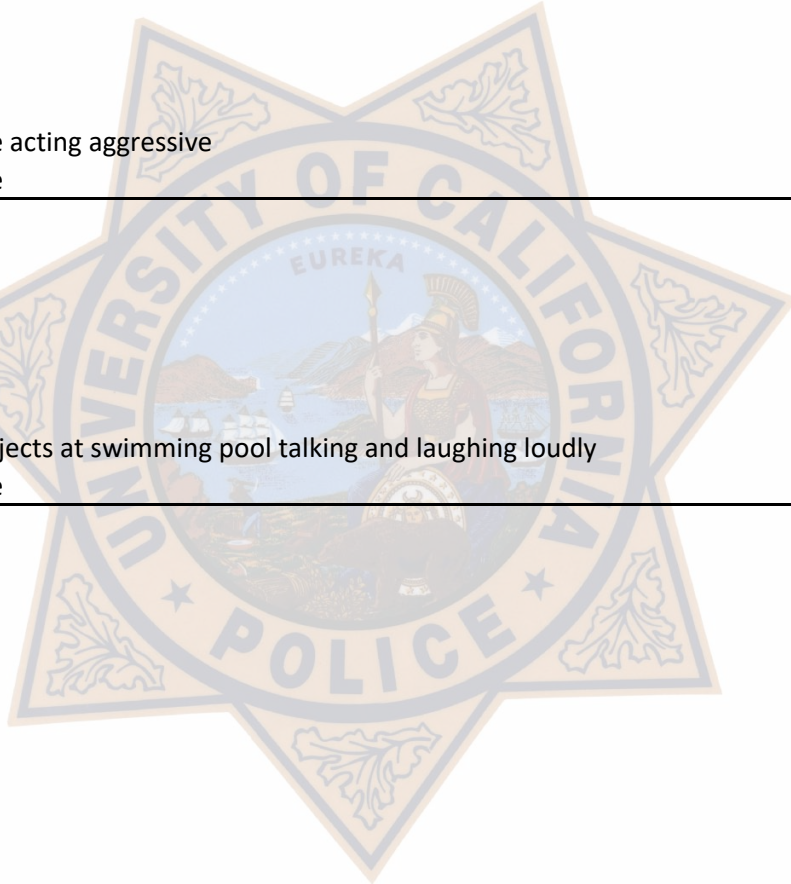 e acting aggressive
e
jects at swimming pool talking and laughing loudly
e
UNIVERSITY OF CALIFORNIA
EUREKA
POLICE